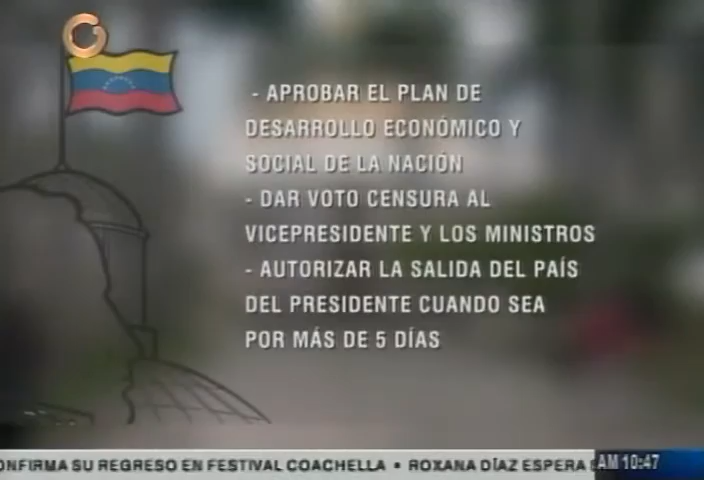 - APROBAR EL PLAN DE
DESARROLLO ECONÓMICO Y
SOCIAL DE LA NACIÓN
- DAR VOTO CENSURA AL
VICEPRESIDENTE Y LOS MINISTROS
- AUTORIZAR LA SALIDA DEL PAÍS
DEL PRESIDENTE CUANDO SEA
POR MÁS DE 5 DÍAS
ONFIRMA SU REGRESO EN FESTIVAL COACHELLA • ROXANA DÍAZ ESPERA
AM 10:47